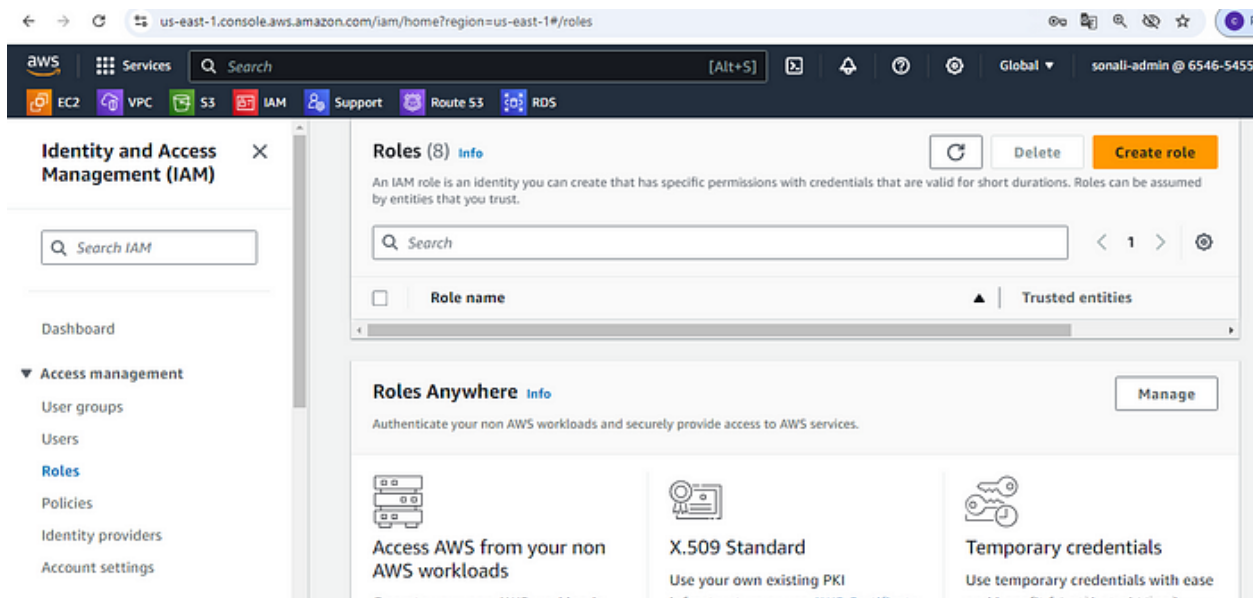 us-east-1.console.aws.amazon.com/iam/home?region=us-east-1#/roles
aws Services Search [Alt+S] Global sonali-admin @ 6546-5455
EC2 VPC S3 IAM Support Route 53 RDS
Identity and Access Management (IAM)
Search IAM
Dashboard
Access management
User groups
Users
Roles
Policies
Identity providers
Account settings
Roles (8) Info
Delete
Create role
An IAM role is an identity you can create that has specific permissions with credentials that are valid for short durations. Roles can be assumed
by entities that you trust.
Search
1
Role name Trusted entities
Roles Anywhere Info
Manage
Authenticate your non AWS workloads and securely provide access to AWS services.
Access AWS from your non
AWS workloads
X.509 Standard
Use your own existing PKI
Temporary credentials
Use temporary credentials with ease